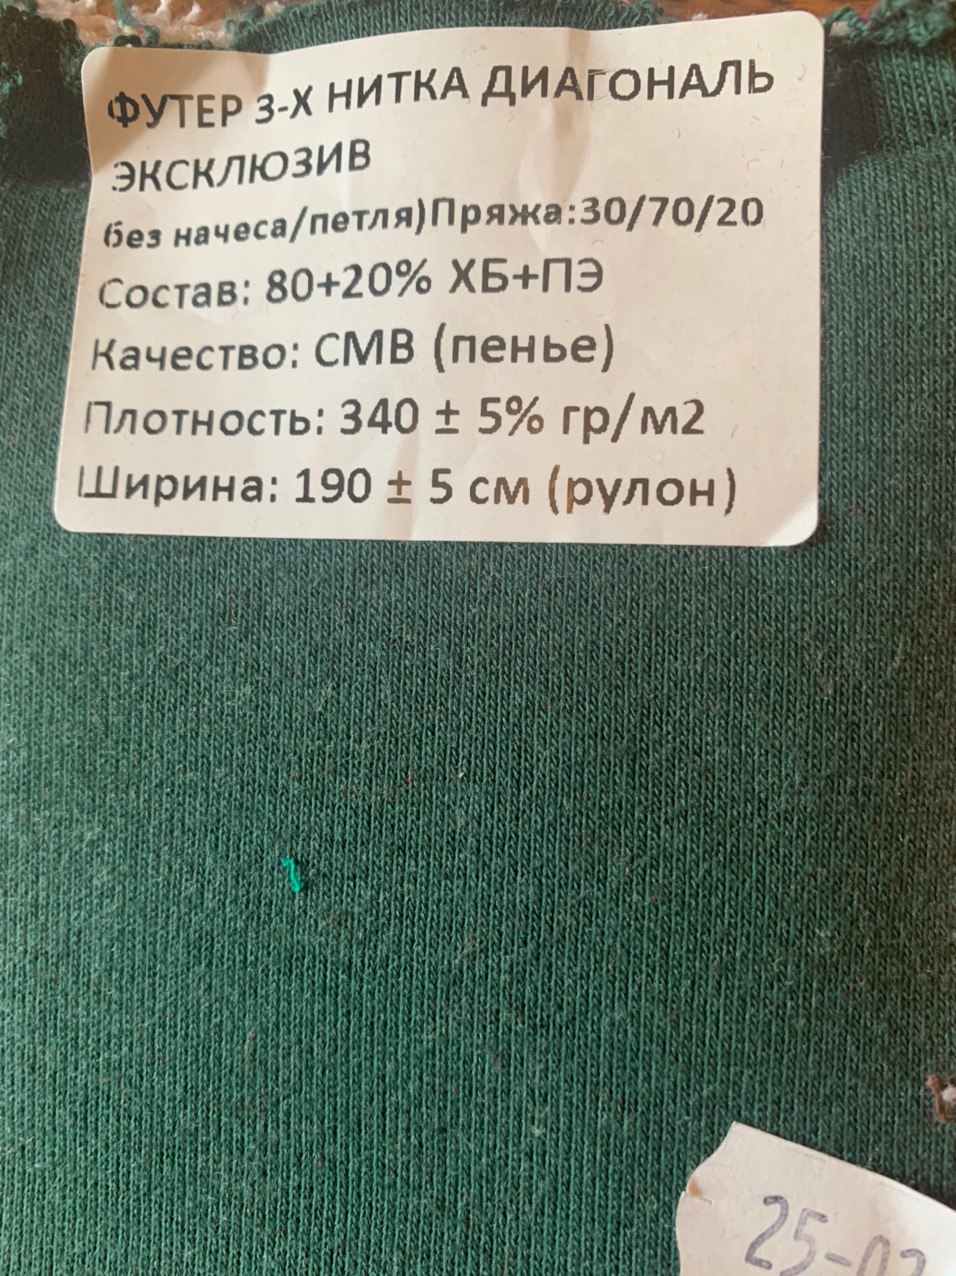 ФУТЕР 3-Х НИТКА ДИАГОНАЛЬ
ЭКСКЛЮЗИВ
без начеса/петля)Пряжа:30/70/20
Состав: 80+20% ХБ+ПЭ
Качество: СМВ (пенье)
Плотность: 340 ± 5% гр/м2
Ширина: 190 ± 5 см (рулон)